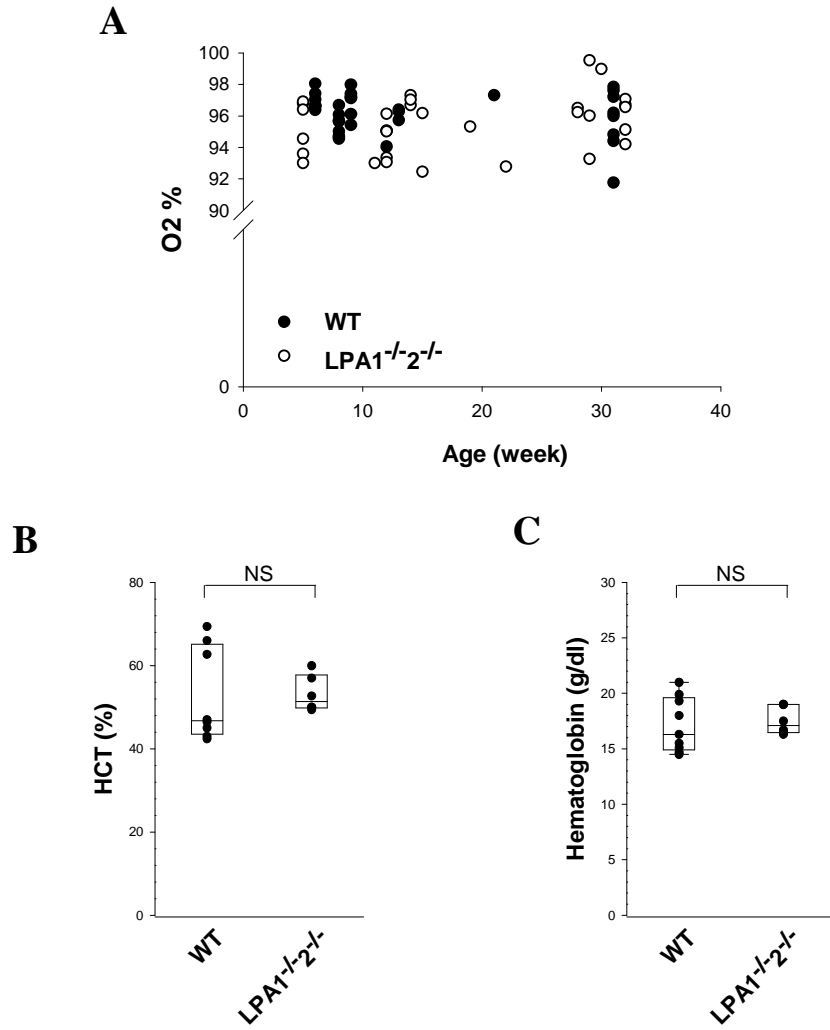 A
100
98
96
94
92
90
0
O2 %
WT
LPA1-/-2-/-
0 10 20 30 40
Age (week)
B
NS
80
60
40
20
0
HCT (%)
WT
LPA1-/-2-/-
C
NS
30
25
20
15
10
5
0
Hematoglobin (g/dl)
WT
LPA1-/-2-/-